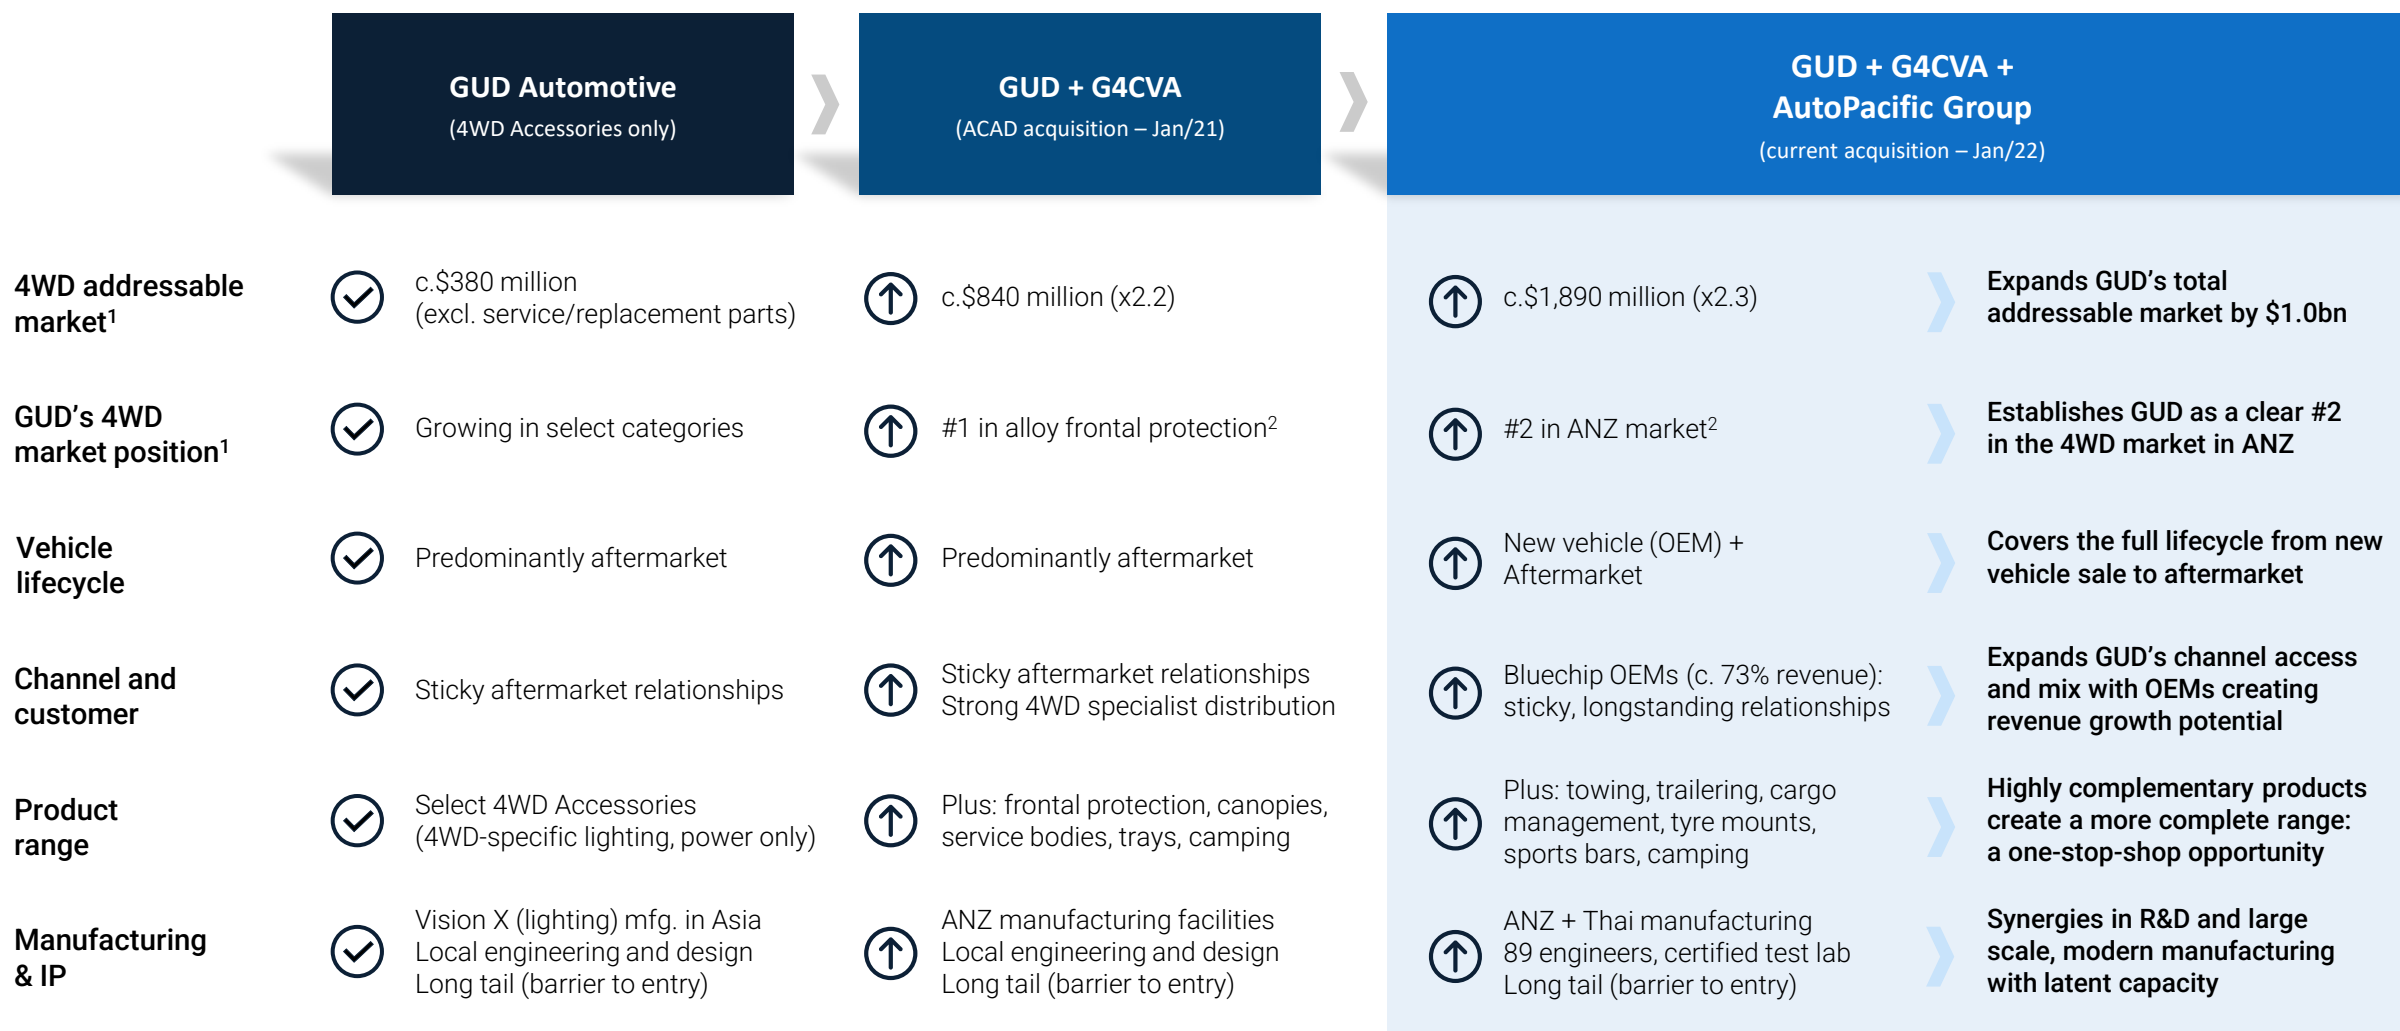 GUD Automotive
(4WD Accessories only)
GUD + G4CVA
(ACAD acquisition – Jan/21)
GUD + G4CVA +
AutoPacific Group
(current acquisition – Jan/22)
4WD addressable
market¹
c.$380 million
(excl. service/replacement parts)
c.$840 million (x2.2)
c.$1,890 million (x2.3)
Expands GUD’s total
addressable market by $1.0bn
GUD’s 4WD
market position¹
Growing in select categories
#1 in alloy frontal protection²
#2 in ANZ market²
Establishes GUD as a clear #2
in the 4WD market in ANZ
Vehicle
lifecycle
Predominantly aftermarket
Predominantly aftermarket
New vehicle (OEM) +
Aftermarket
Covers the full lifecycle from new
vehicle sale to aftermarket
Channel and
customer
Sticky aftermarket relationships
Sticky aftermarket relationships
Strong 4WD specialist distribution
Bluechip OEMs (c. 73% revenue):
sticky, longstanding relationships
Expands GUD’s channel access
and mix with OEMs creating
revenue growth potential
Product
range
Select 4WD Accessories
(4WD-specific lighting, power only)
Plus: frontal protection, canopies,
service bodies, trays, camping
Plus: towing, trailering, cargo
management, tyre mounts,
sports bars, camping
Highly complementary products
create a more complete range:
a one-stop-shop opportunity
Manufacturing
& IP
Vision X (lighting) mfg. in Asia
Local engineering and design
Long tail (barrier to entry)
ANZ manufacturing facilities
Local engineering and design
Long tail (barrier to entry)
ANZ + Thai manufacturing
89 engineers, certified test lab
Long tail (barrier to entry)
Synergies in R&D and large
scale, modern manufacturing
with latent capacity